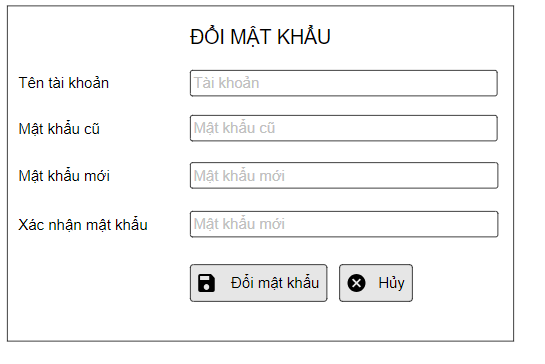 ĐỔI MẬT KHẨU
Tên tài khoản
Tài khoản
Mật khẩu cũ
Mật khẩu cũ
Mật khẩu mới
Mật khẩu mới
Xác nhận mật khẩu
Mật khẩu mới
Đổi mật khẩu
Hủy